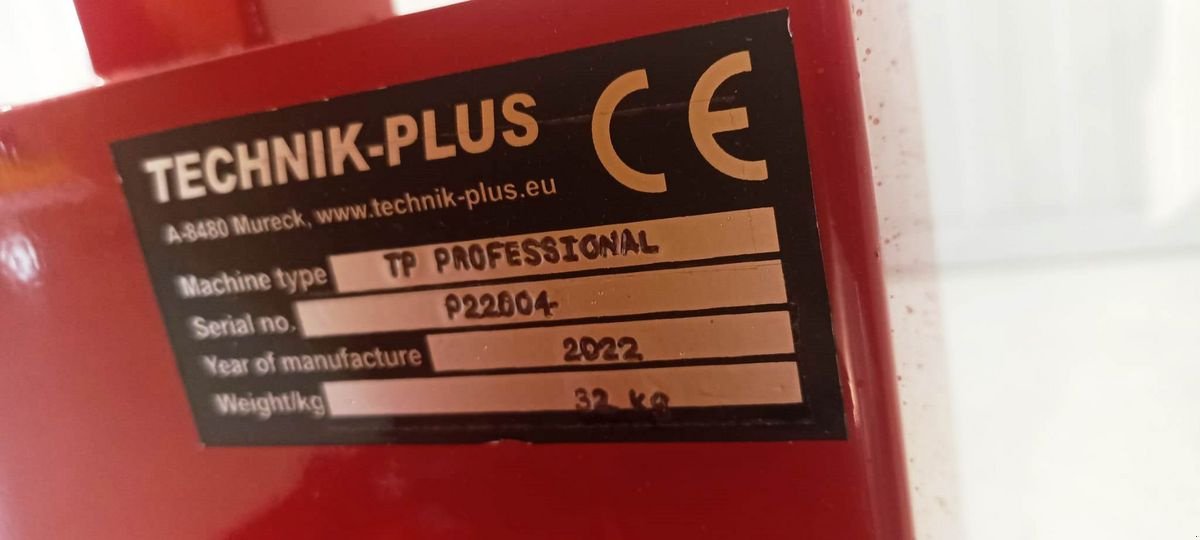 TECHNIK-PLUS CE
A-8480 Mureck, www.technik-plus.eu
Machine type TP PROFESSIONAL
Serial no. P22804
Year of manufacture 2022
Weight/kg 32 kg